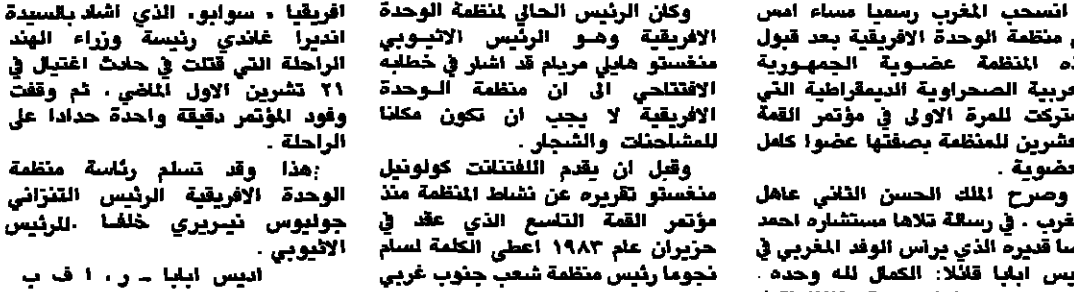 انسحب المغرب رسميا مساء امس
منظمة الوحدة الافريقية بعد قبول
المنظمة عضوية الجمهورية
الصحراوية الديمقراطية التي
للمرة الاولى في مؤتمر القمة
للمنظمة بصفتها عضوا كامل
وصرح الملك الحسن الثاني عاهل
. في رسالة تلاها مستشاره احمد
قديره الذي يراس الوفد المغربي في
ابابا قائلا: الكمال لله وحده .
وكان الرئيس الحالي لمنظمة الوحدة
الافريقية وهو الرئيس الاثيوبي
منغستو هايلي مريام قد اشار في خطابه
الافتتاحي الى ان منظمة الوحدة
الافريقية لا يجب ان تكون مكانا
للمشاحنات والشجار .
وقبل ان يقدم اللفتنانت كولونيل
منغستو تقريره عن نشاط المنظمة منذ
مؤتمر القمة التاسع الذي عقد في
حزيران عام ١٩٨٣ اعطى الكلمة لسام
نجوما رئيس منظمة شعب جنوب غربي
افريقيا « سوابو» الذي اشاد بالسيدة
انديرا غاندي رئيسة وزراء الهند
الراحلة التي قتلت في حادث اغتيال في
٣١ تشرين الاول الماضي . ثم وقفت
وفود المؤتمر دقيقة واحدة حدادا على
الراحلة .
هذا وقد تسلم رئاسة منظمة
الوحدة الافريقية الرئيس التنزاني
جوليوس نيريري خلفا للرئيس
الاثيوبي .
اديس ابابا ـ ر ، ا ف ب